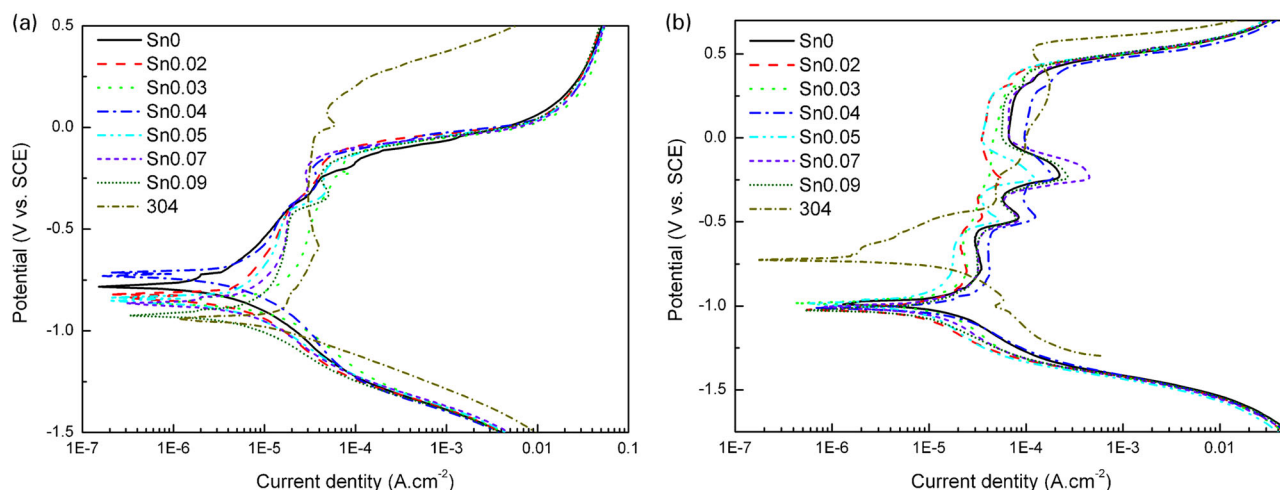 (a)
0.5
0.0
-0.5
-1.0
-1.5
Potential (V vs. SCE)
Sn0
Sn0.02
Sn0.03
Sn0.04
Sn0.05
Sn0.07
Sn0.09
304
1E-7 1E-6 1E-5 1E-4 1E-3 0.01 0.1
Current dentity (A.cm-2)
(b)
0.5
0.0
-0.5
-1.0
-1.5
Potential (V vs. SCE)
Sn0
Sn0.02
Sn0.03
Sn0.04
Sn0.05
Sn0.07
Sn0.09
304
1E-7 1E-6 1E-5 1E-4 1E-3 0.01
Current dentity (A.cm-2)